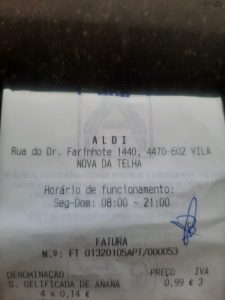 ALDI
Rua do Dr. Farinhote 1440, 4470-602 VILA
NOVA DA TELHA
Horário de funcionamento:
Seg-Dom: 08:00 - 21:00
FATURA
N.º: FT 01320105APT/000053
DENOMINAÇÃO PREÇO IVA
S. GELIFICADA DE ANANA 0,99 € 3
4 x 0,14 €